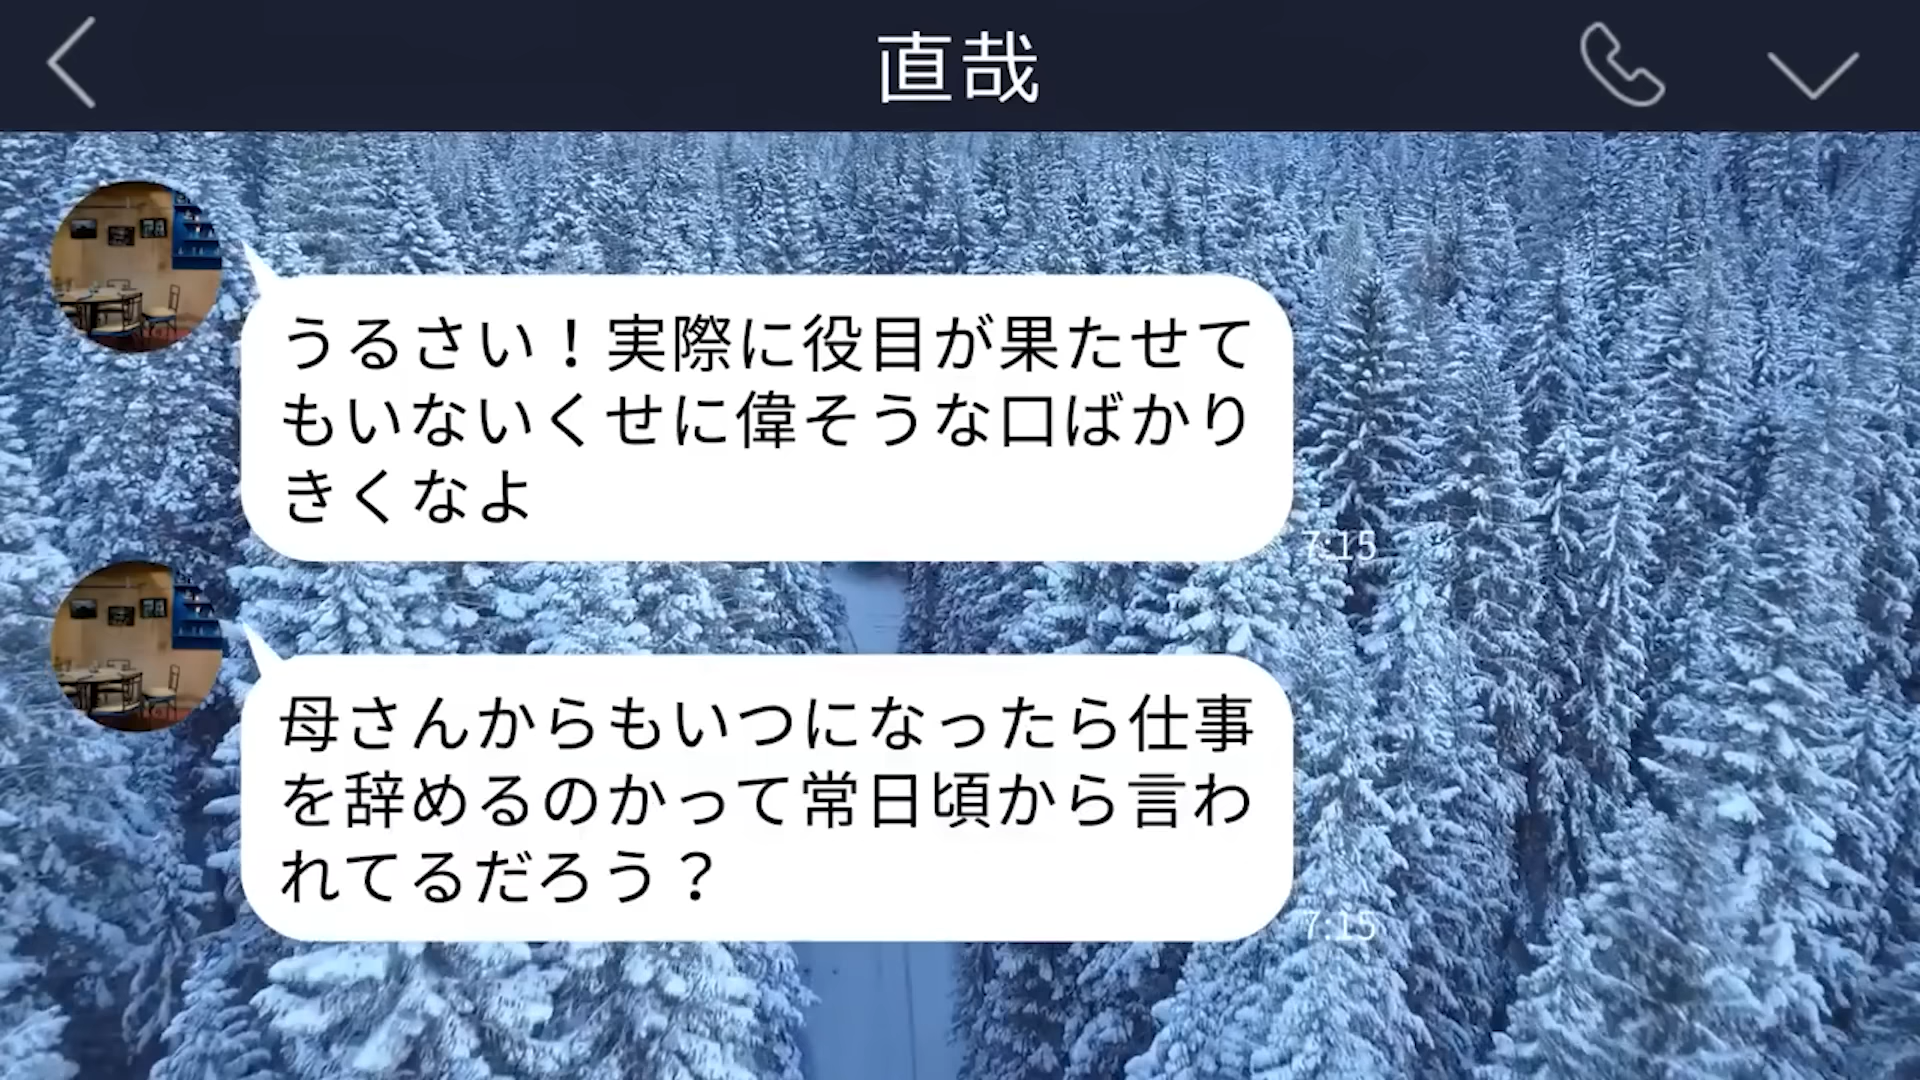 直哉
うるさい！実際に役目が果たせて
もいないくせに偉そうな口ばかり
きくなよ
7:15
母さんからもいつになったら仕事
を辞めるのかって常日頃から言わ
れてるだろう？
7:15